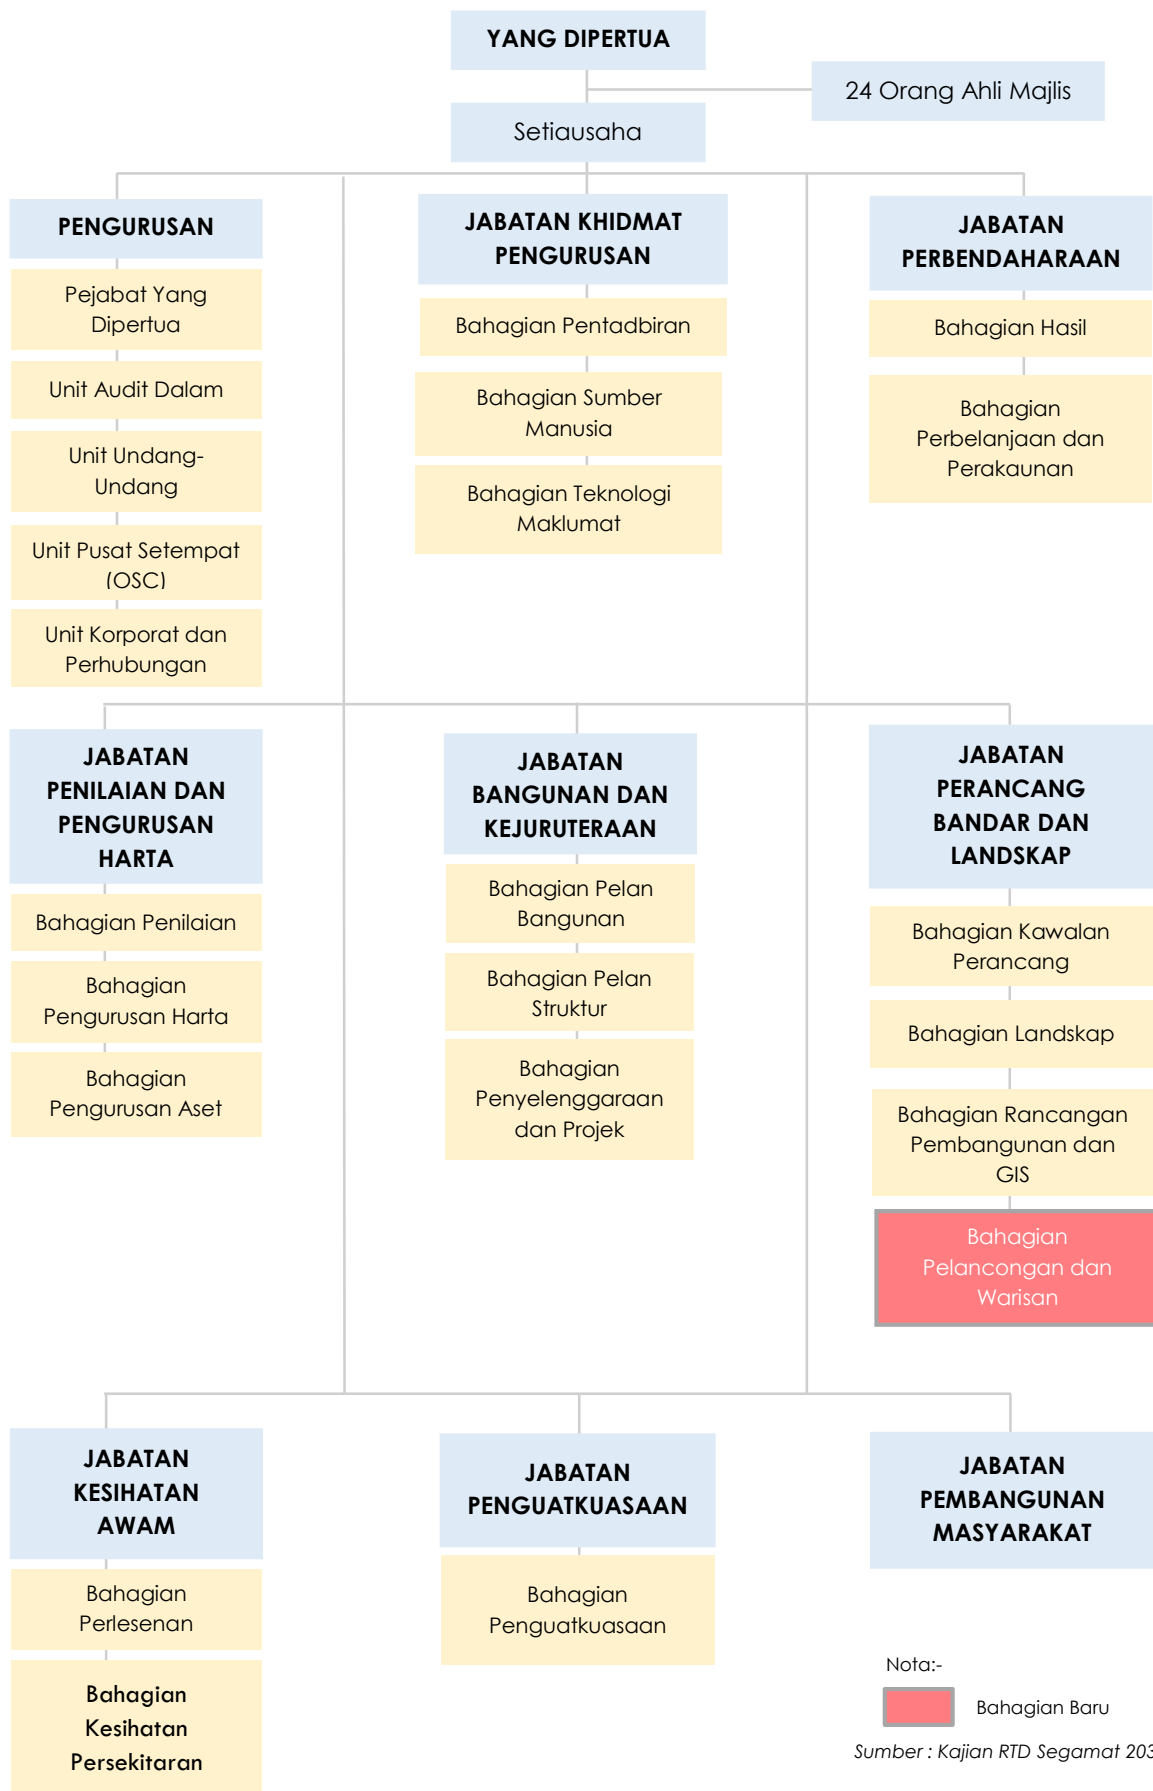 YANG DIPERTUA
24 Orang Ahli Majlis
Setiausaha
PENGURUSAN
Pejabat Yang
Dipertua
Unit Audit Dalam
Unit Undang-
Undang
Unit Pusat Setempat
(OSC)
Unit Korporat dan
Perhubungan
JABATAN KHIDMAT
PENGURUSAN
Bahagian Pentadbiran
Bahagian Sumber
Manusia
Bahagian Teknologi
Maklumat
JABATAN
PERBENDAHARAAN
Bahagian Hasil
Bahagian
Perbelanjaan dan
Perakaunan
JABATAN
PENILAIAN DAN
PENGURUSAN
HARTA
Bahagian Penilaian
Bahagian
Pengurusan Harta
Bahagian
Pengurusan Aset
JABATAN
BANGUNAN DAN
KEJURUTERAAN
Bahagian Pelan
Bangunan
Bahagian Pelan
Struktur
Bahagian
Penyelenggaraan
dan Projek
JABATAN
PERANCANG
BANDAR DAN
LANDSKAP
Bahagian Kawalan
Perancang
Bahagian Landskap
Bahagian Rancangan
Pembangunan dan
GIS
Bahagian
Pelancongan dan
Warisan
JABATAN
KESIHATAN
AWAM
Bahagian
Perlesenan
Bahagian
Kesihatan
Persekitaran
JABATAN
PENGUATKUASAAN
Bahagian
Penguatkuasaan
JABATAN
PEMBANGUNAN
MASYARAKAT
Nota:-
Bahagian Baru
Sumber : Kajian RTD Segamat 203